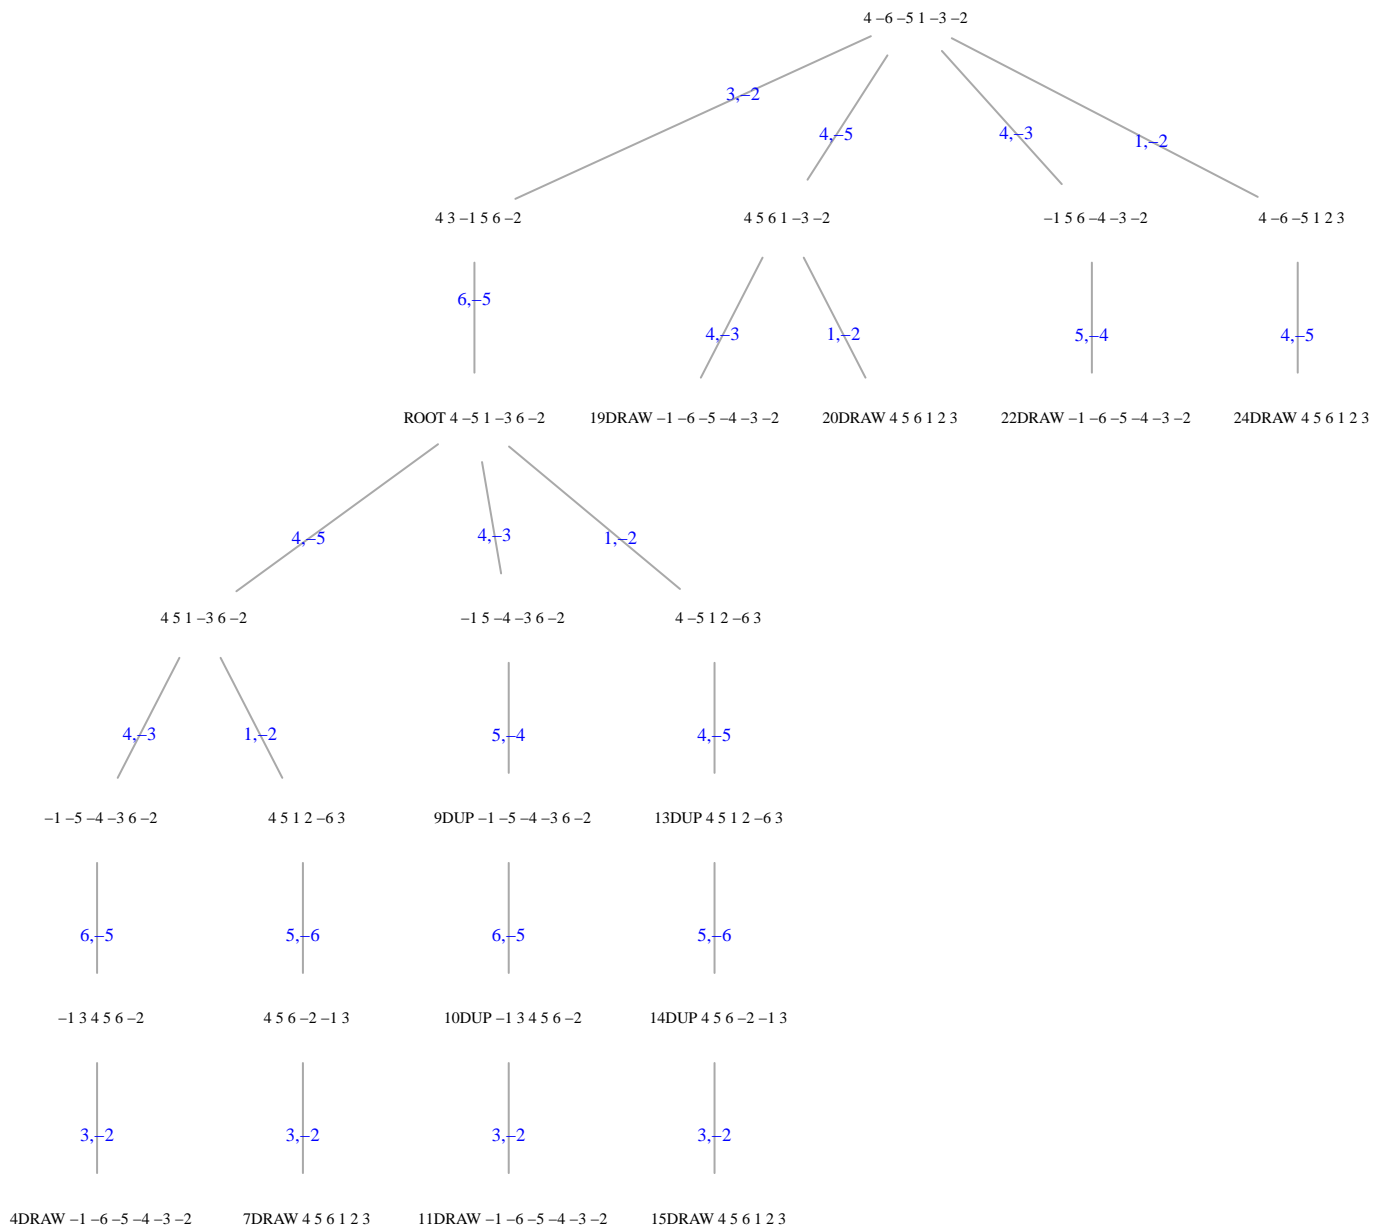 4 –6 –5 1 –3 –2
3,–2
4,–5
4,–3
1,–2
4 3 –1 5 6 –2
4 5 6 1 –3 –2
–1 5 6 –4 –3 –2
4 –6 –5 1 2 3
6,–5
4,–3
1,–2
5,–4
4,–5
ROOT 4 –5 1 –3 6 –2
19DRAW –1 –6 –5 –4 –3 –2
20DRAW 4 5 6 1 2 3
22DRAW –1 –6 –5 –4 –3 –2
24DRAW 4 5 6 1 2 3
4,–5
4,–3
1,–2
4 5 1 –3 6 –2
–1 5 –4 –3 6 –2
4 –5 1 2 –6 3
4,–3
1,–2
5,–4
4,–5
–1 –5 –4 –3 6 –2
4 5 1 2 –6 3
9DUP –1 –5 –4 –3 6 –2
13DUP 4 5 1 2 –6 3
6,–5
5,–6
6,–5
5,–6
–1 3 4 5 6 –2
4 5 6 –2 –1 3
10DUP –1 3 4 5 6 –2
14DUP 4 5 6 –2 –1 3
3,–2
3,–2
3,–2
3,–2
4DRAW –1 –6 –5 –4 –3 –2
7DRAW 4 5 6 1 2 3
11DRAW –1 –6 –5 –4 –3 –2
15DRAW 4 5 6 1 2 3